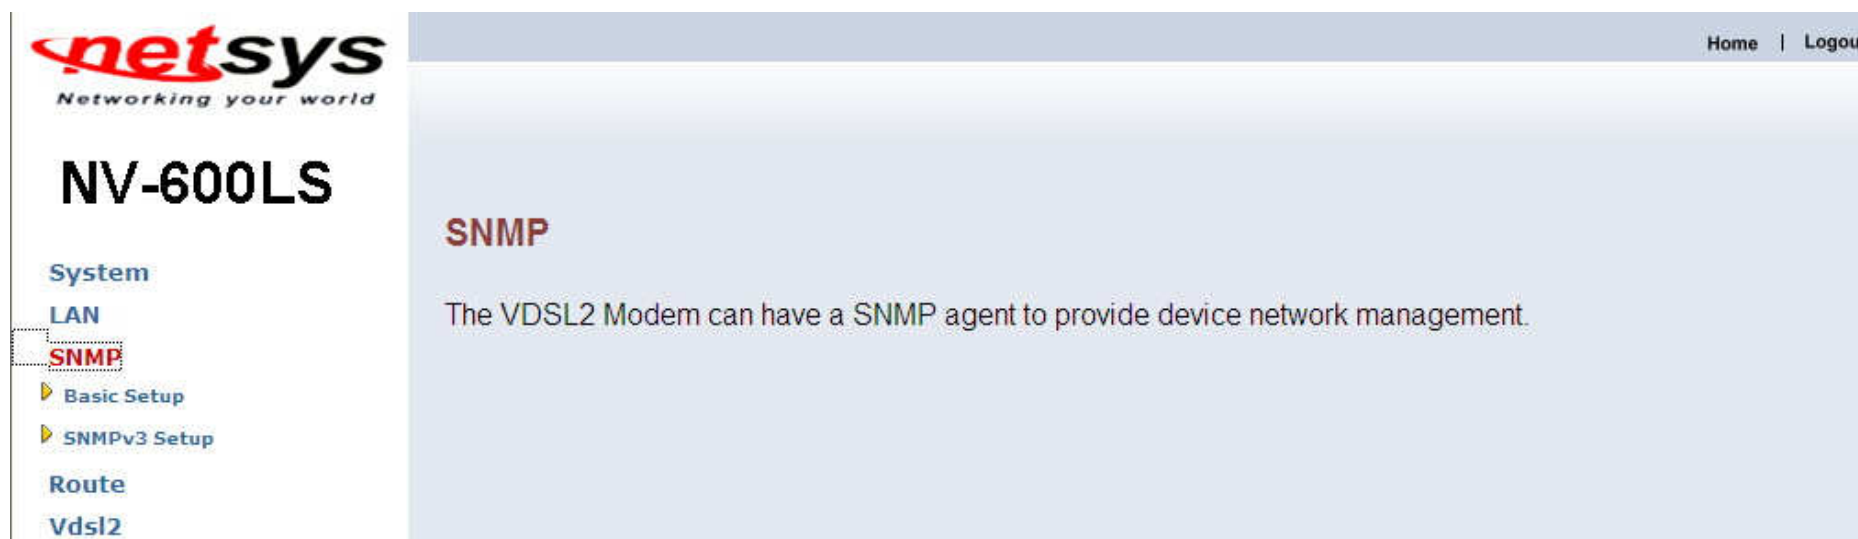 netsys
Networking your world
Home | Logou
NV-600LS
SNMP
The VDSL2 Modem can have a SNMP agent to provide device network management.
System
LAN
SNMP
Basic Setup
SNMPv3 Setup
Route
Vdsl2